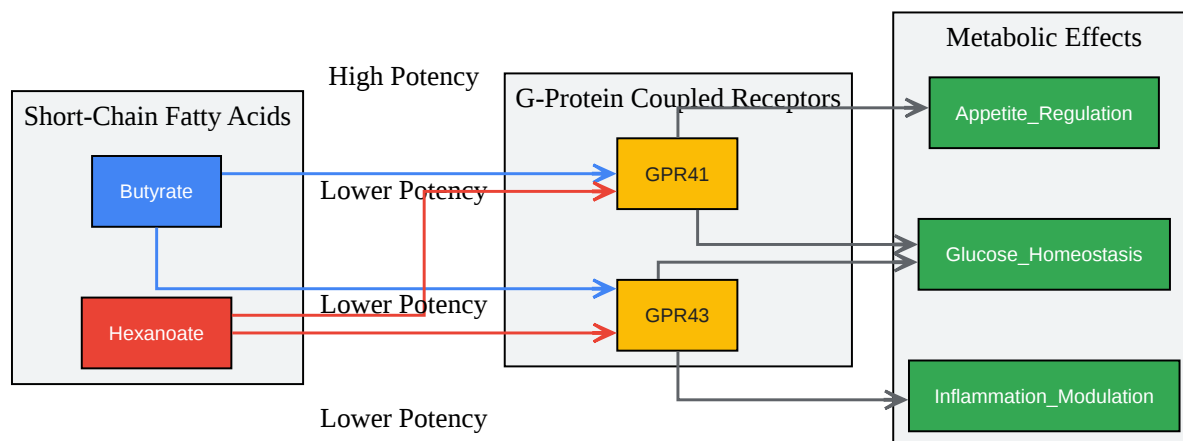 Metabolic Effects
High Potency
G-Protein Coupled Receptors
Short-Chain Fatty Acids
Appetite_Regulation
GPR41
Butyrate
Lower Potency
Glucose_Homeostasis
Lower Potency
GPR43
Hexanoate
Inflammation_Modulation
Lower Potency